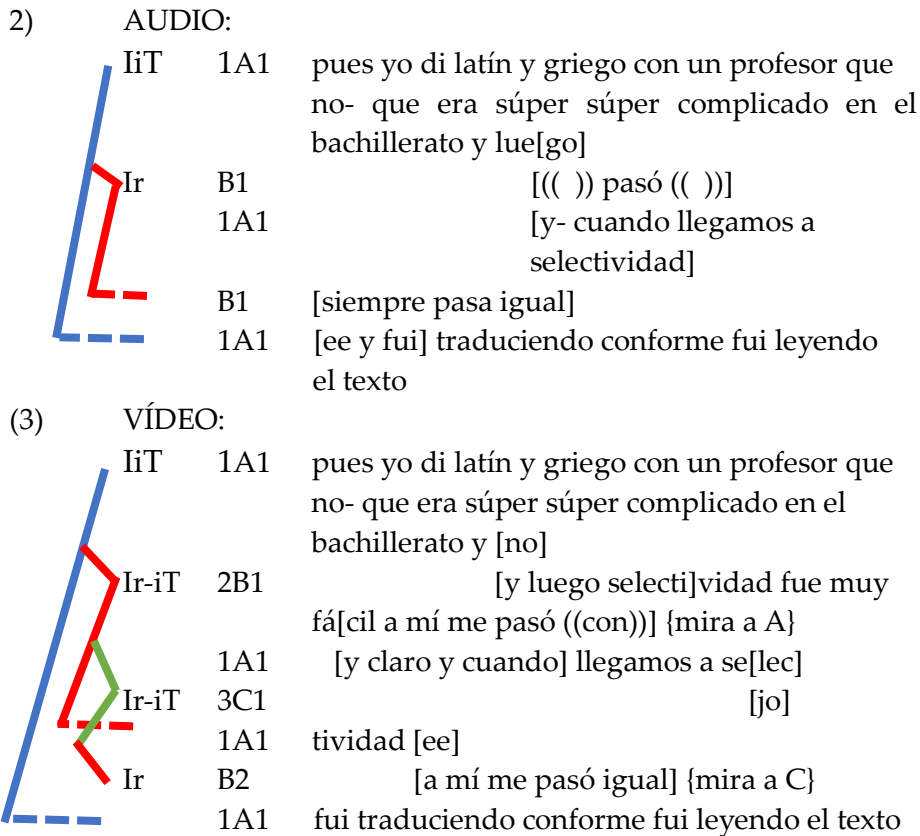 2) AUDIO:
IiT 1A1 pues yo di latín y griego con un profesor que
no- que era súper súper complicado en el
bachillerato y lue[go]
Ir B1 [(( )) pasó (( ))]
1A1 [y- cuando llegamos a
selectividad]
B1 [siempre pasa igual]
1A1 [ee y fui] traduciendo conforme fui leyendo
el texto
(3) VÍDEO:
IiT 1A1 pues yo di latín y griego con un profesor que
no- que era súper súper complicado en el
bachillerato y [no]
Ir-iT 2B1 [y luego selecti]vidad fue muy
fá[cil a mí me pasó ((con))] {mira a A}
1A1 [y claro y cuando] llegamos a se[lec]
Ir-iT 3C1 [jo]
1A1 tividad [ee]
Ir B2 [a mí me pasó igual] {mira a C}
1A1 fui traduciendo conforme fui leyendo el texto